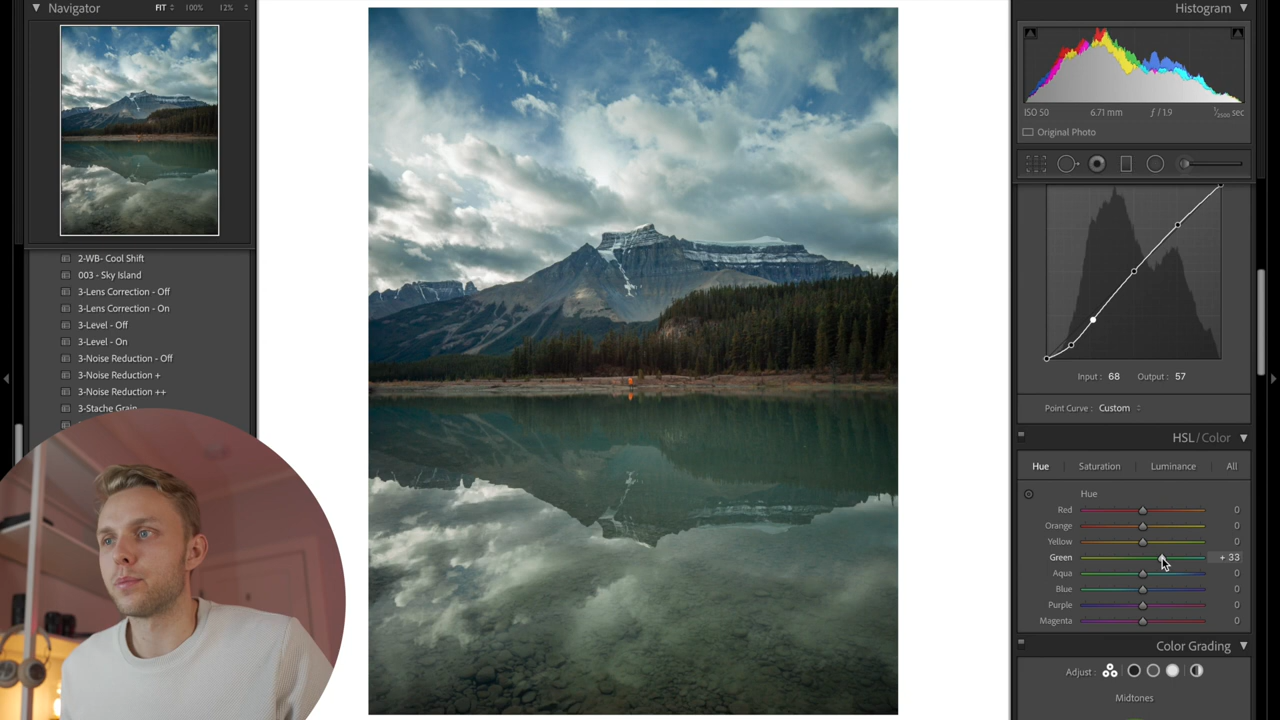 Navigator FIT 100% 12%
2-WB- Cool Shift
003 - Sky Island
3-Lens Correction - Off
3-Lens Correction - On
3-Level - Off
3-Level - On
3-Noise Reduction - Off
3-Noise Reduction +
3-Noise Reduction ++
3-Stache Grain
Histogram
ISO 50 6.71 mm ƒ / 1.9 1/2500 sec
Original Photo
Input : 68 Output : 57
Point Curve : Custom
HSL / Color
Hue Saturation Luminance All
Hue
Red 0
Orange 0
Yellow 0
Green + 33
Aqua 0
Blue 0
Purple 0
Magenta 0
Color Grading
Adjust :
Midtones